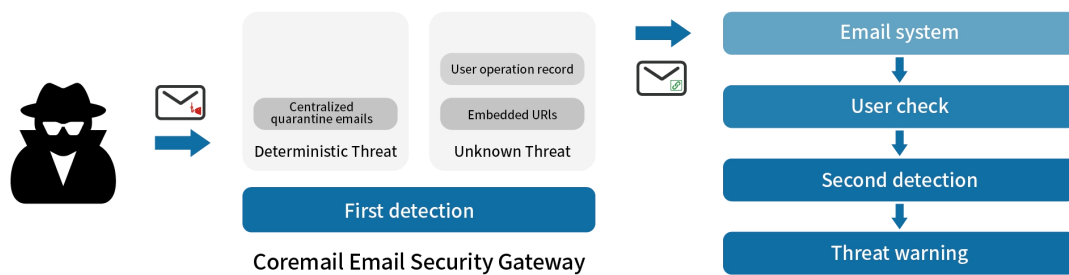 Centralized
quarantine emails
Deterministic Threat
User operation record
Embedded URIs
Unknown Threat
First detection
Coremail Email Security Gateway
Email system
User check
Second detection
Threat warning